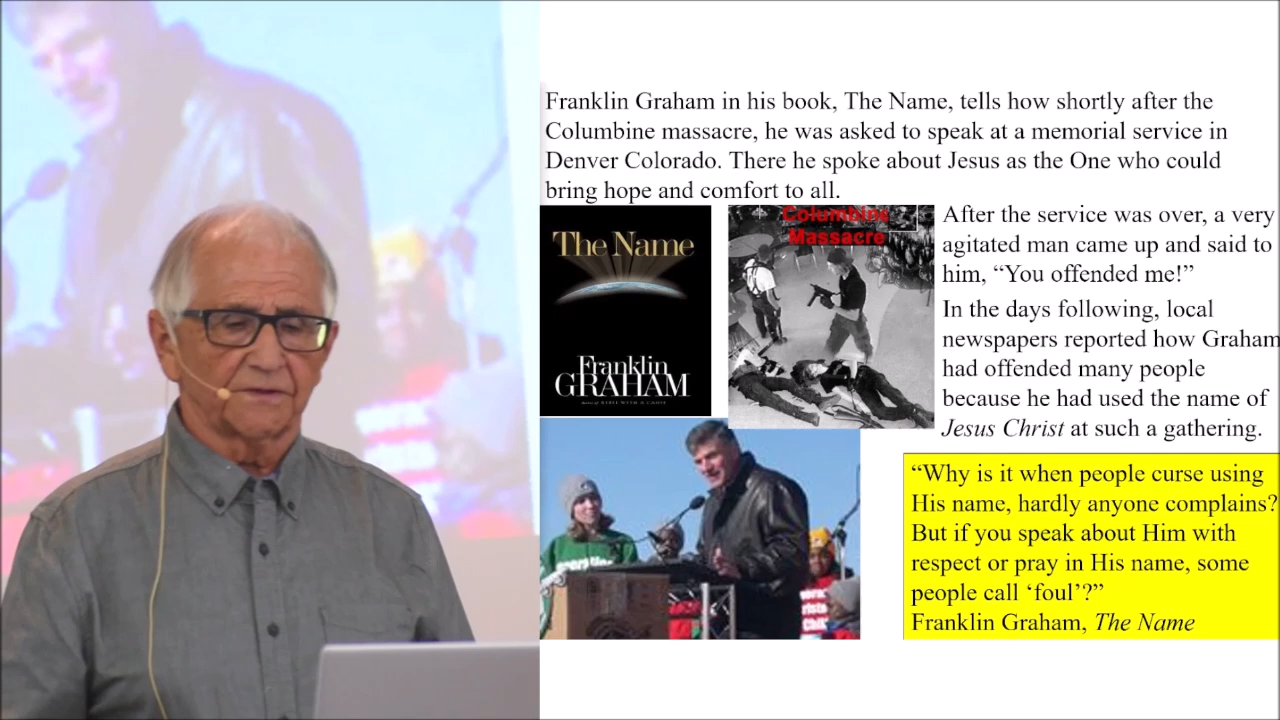 Franklin Graham in his book, The Name, tells how shortly after the
Columbine massacre, he was asked to speak at a memorial service in
Denver Colorado. There he spoke about Jesus as the One who could
bring hope and comfort to all.
The Name
Franklin
GRAHAM
Columbine
Massacre
After the service was over, a very
agitated man came up and said to
him, “You offended me!”
In the days following, local
newspapers reported how Graham
had offended many people
because he had used the name of
Jesus Christ at such a gathering.
“Why is it when people curse using
His name, hardly anyone complains?
But if you speak about Him with
respect or pray in His name, some
people call ‘foul’?”
Franklin Graham, The Name